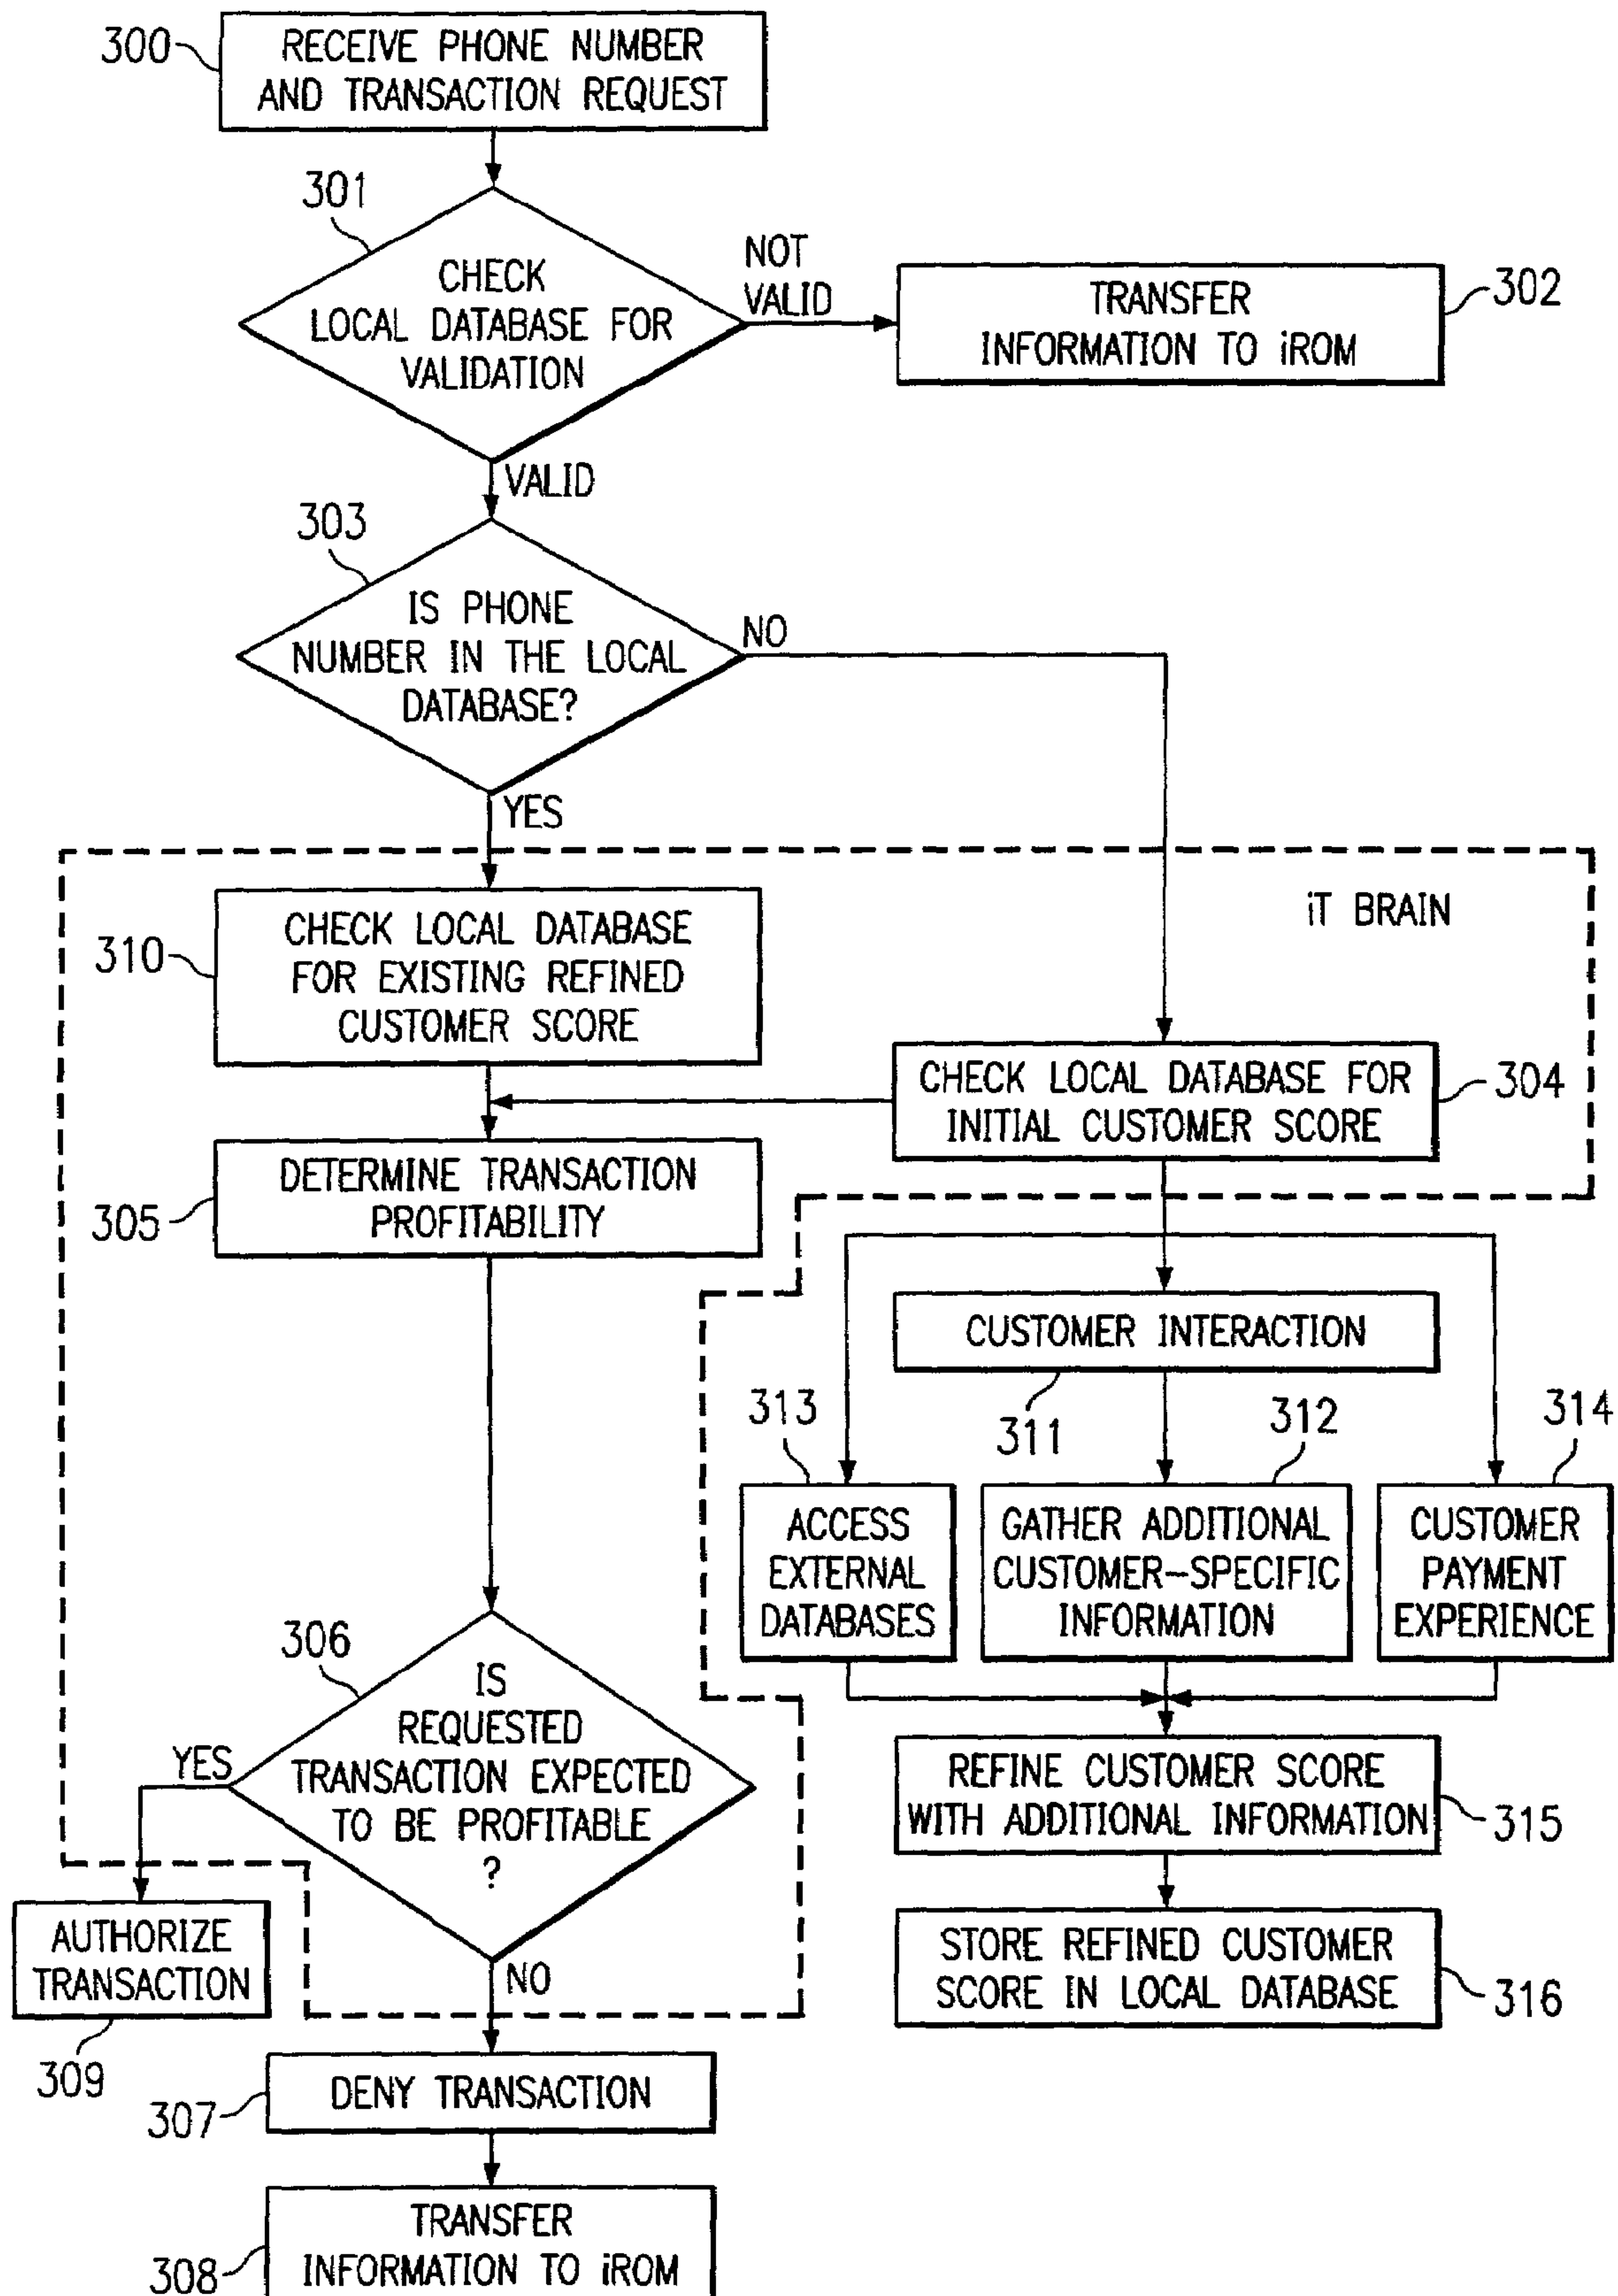 300
RECEIVE PHONE NUMBER
AND TRANSACTION REQUEST
301
CHECK
LOCAL DATABASE FOR
VALIDATION
NOT
VALID
TRANSFER
INFORMATION TO iROM
302
VALID
303
IS PHONE
NUMBER IN THE LOCAL
DATABASE?
NO
YES
iT BRAIN
310
CHECK LOCAL DATABASE
FOR EXISTING REFINED
CUSTOMER SCORE
CHECK LOCAL DATABASE FOR
INITIAL CUSTOMER SCORE
304
305
DETERMINE TRANSACTION
PROFITABILITY
CUSTOMER INTERACTION
311
313
312
314
ACCESS
EXTERNAL
DATABASES
GATHER ADDITIONAL
CUSTOMER-SPECIFIC
INFORMATION
CUSTOMER
PAYMENT
EXPERIENCE
306
IS
REQUESTED
TRANSACTION EXPECTED
TO BE PROFITABLE
?
YES
REFINE CUSTOMER SCORE
WITH ADDITIONAL INFORMATION
315
AUTHORIZE
TRANSACTION
309
NO
STORE REFINED CUSTOMER
SCORE IN LOCAL DATABASE
316
307
DENY TRANSACTION
308
TRANSFER
INFORMATION TO iROM